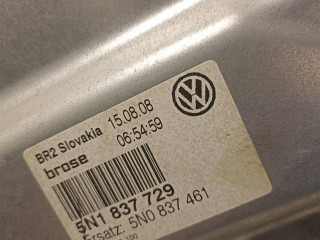 BR2 Slovakia 15.08.08
brose 06:54:59
5N1 837 729
Ersatz: 5N0 837 461